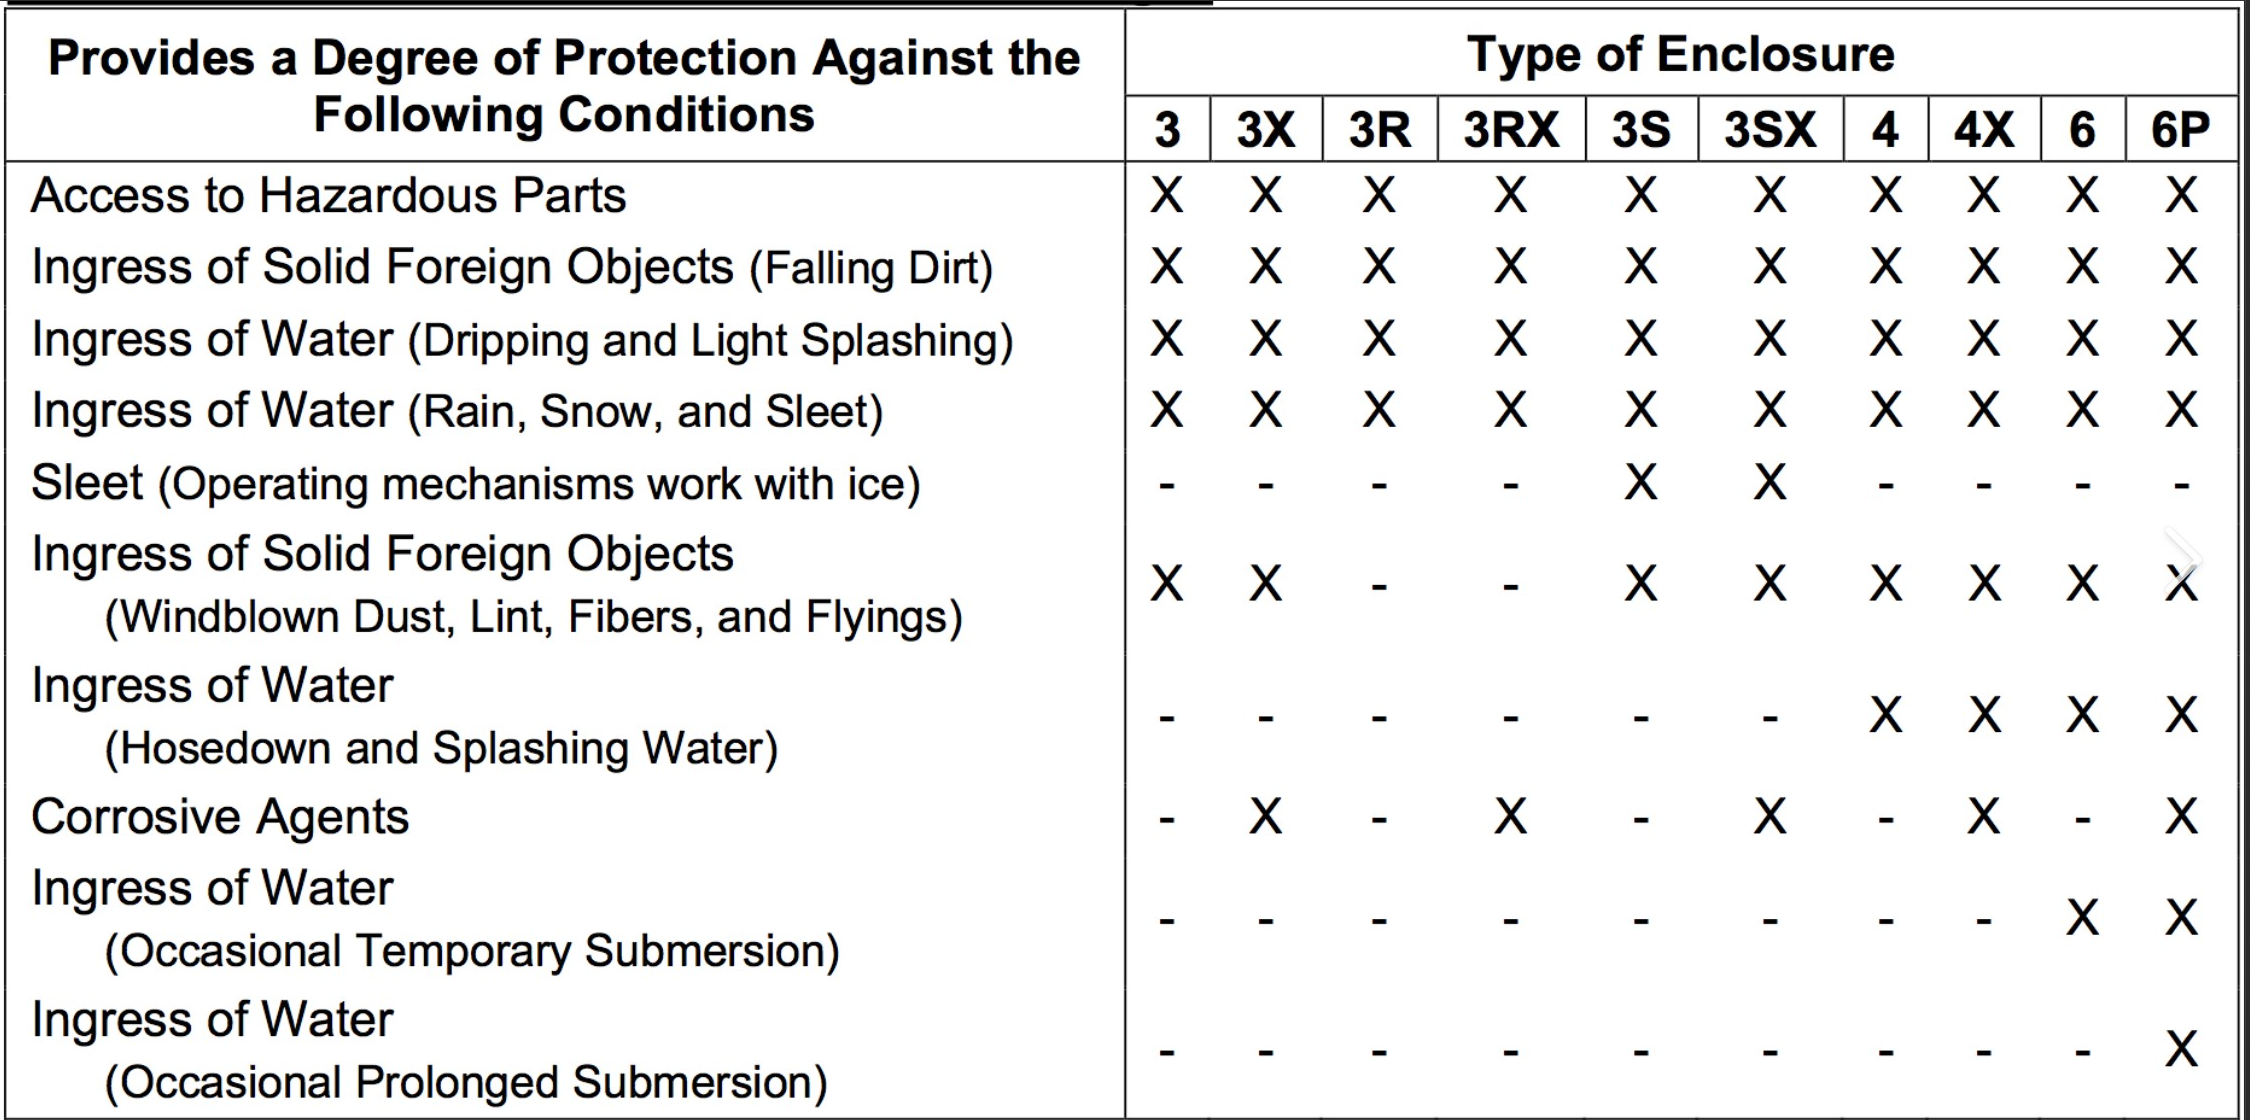 Provides a Degree of Protection Against the Type of Enclosure
Following Conditions 3 3X 3R 3RX 3S 3SX 4 4X 6 6P
Access to Hazardous Parts X X X X X X X X X X
Ingress of Solid Foreign Objects (Falling Dirt) X X X X X X X X X X
Ingress of Water (Dripping and Light Splashing) X X X X X X X X X X
Ingress of Water (Rain, Snow, and Sleet) X X X X X X X X X X
Sleet (Operating mechanisms work with ice) - - - - X X - - - -
Ingress of Solid Foreign Objects
(Windblown Dust, Lint, Fibers, and Flyings) X X - - X X X X X X
Ingress of Water
(Hosedown and Splashing Water) - - - - - - X X X X
Corrosive Agents - X - X - X - X - X
Ingress of Water
(Occasional Temporary Submersion) - - - - - - - - X X
Ingress of Water
(Occasional Prolonged Submersion) - - - - - - - - - X